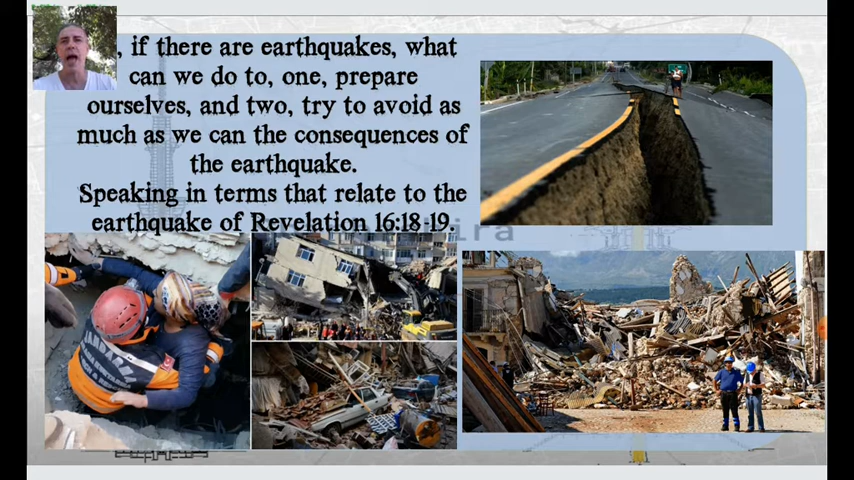 , if there are earthquakes, what
can we do to, one, prepare
ourselves, and two, try to avoid as
much as we can the consequences of
the earthquake.
Speaking in terms that relate to the
earthquake of Revelation 16:18-19.